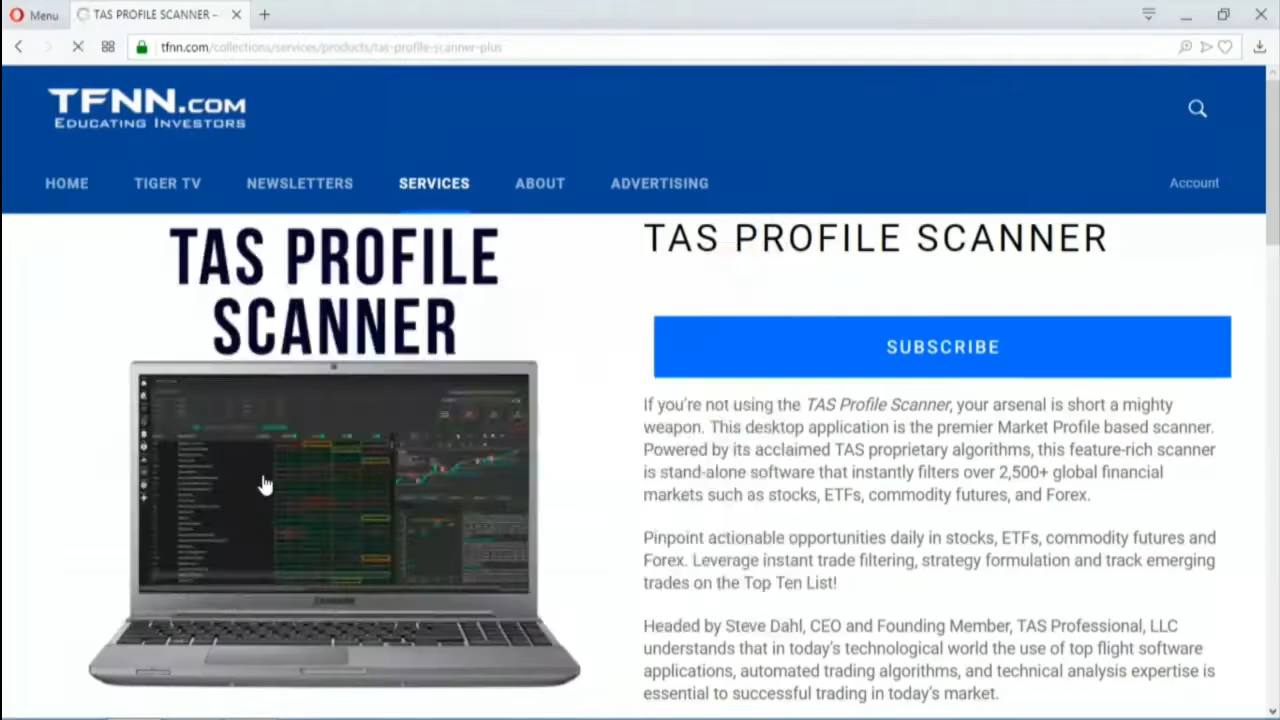 Menu
TAS PROFILE SCANNER –
tfnn.com/collections/services/products/tas-profile-scanner-plus
TFNN.COM
EDUCATING INVESTORS
HOME
TIGER TV
NEWSLETTERS
SERVICES
ABOUT
ADVERTISING
Account
TAS PROFILE
SCANNER
SAMSUNG
TAS PROFILE SCANNER
SUBSCRIBE
If you're not using the TAS Profile Scanner, your arsenal is short a mighty
weapon. This desktop application is the premier Market Profile based scanner.
Powered by its acclaimed TAS proprietary algorithms, this feature-rich scanner
is stand-alone software that instantly filters over 2,500+ global financial
markets such as stocks, ETFs, commodity futures, and Forex.
Pinpoint actionable opportunities daily in stocks, ETFs, commodity futures and
Forex. Leverage instant trade filtering, strategy formulation and track emerging
trades on the Top Ten List!
Headed by Steve Dahl, CEO and Founding Member, TAS Professional, LLC
understands that in today's technological world the use of top flight software
applications, automated trading algorithms, and technical analysis expertise is
essential to successful trading in today's market.